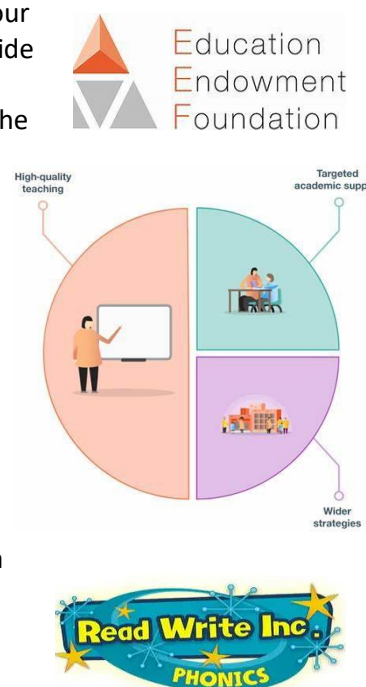 our
ide
he
Education
Endowment
Foundation
High-quality
teaching
Targeted
academic supp
Wider
strategies
n
Read Write Inc.
PHONICS